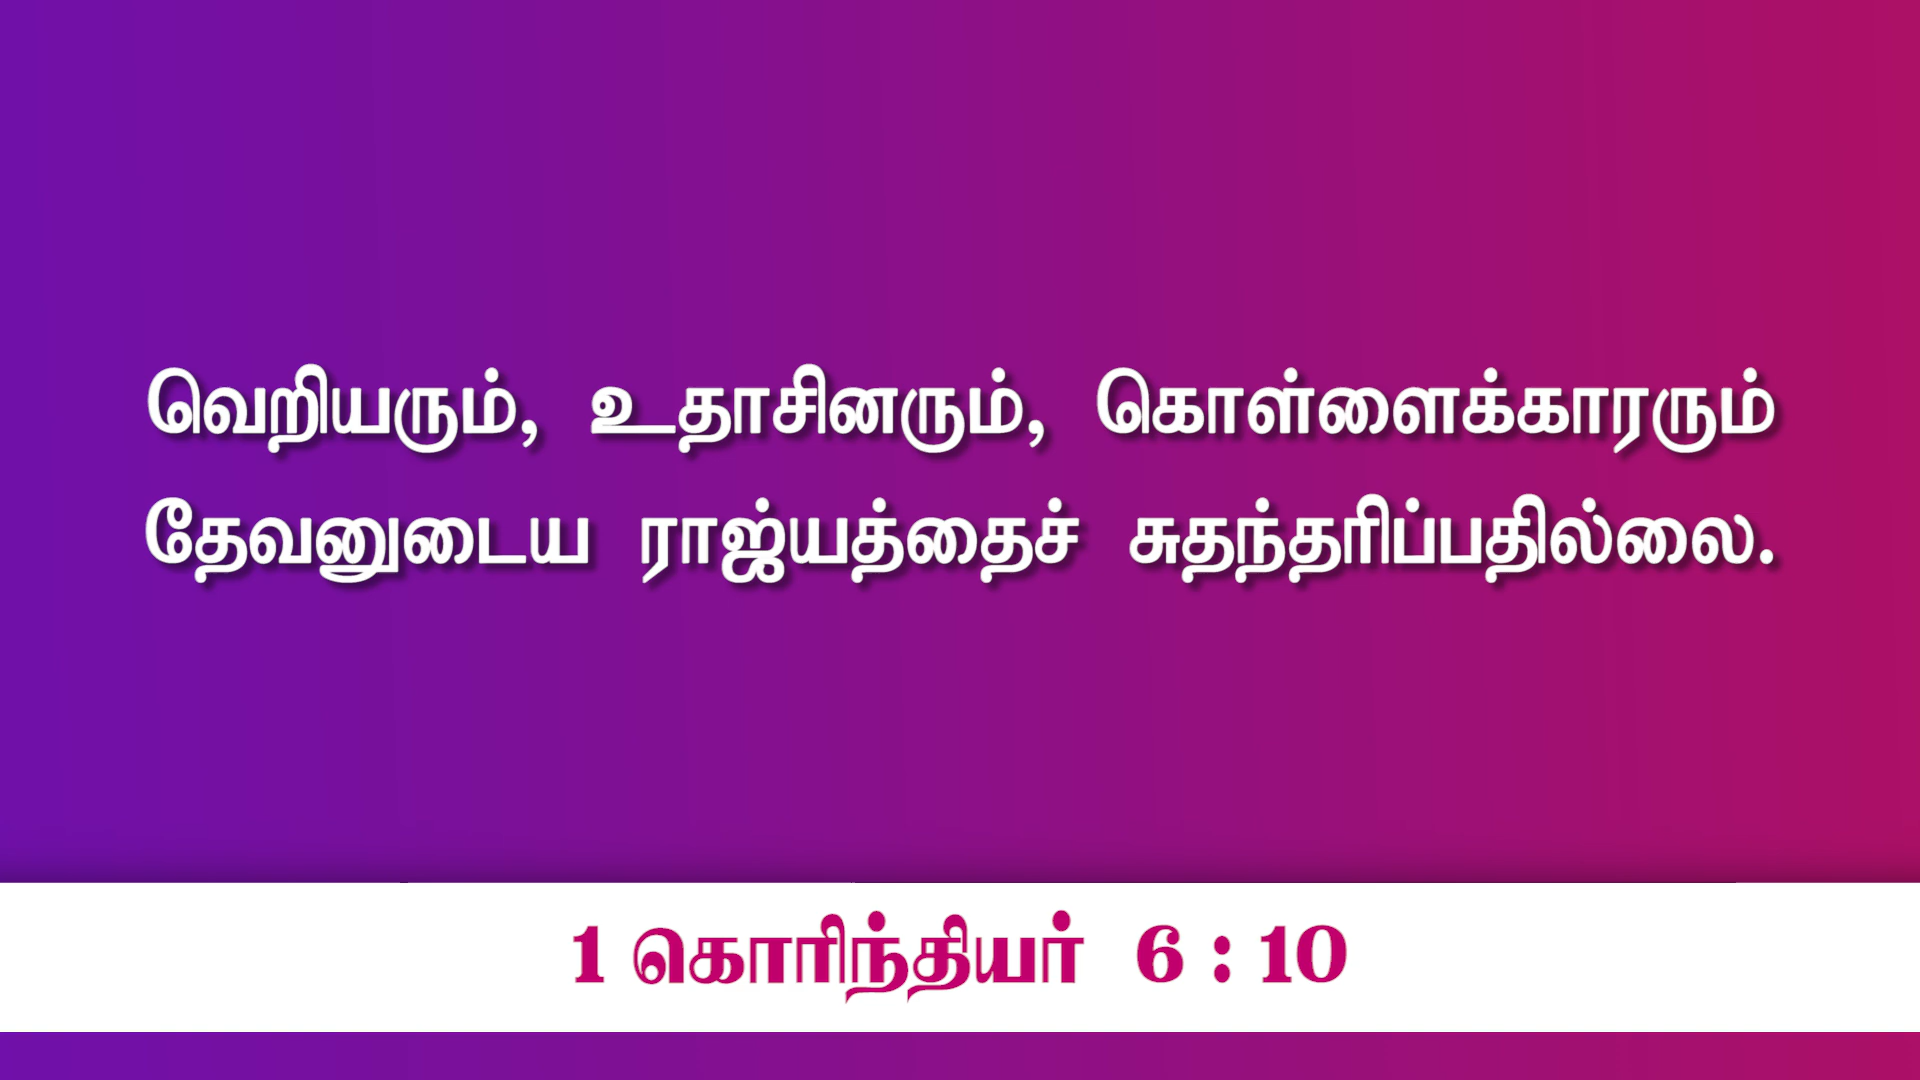 வெறியரும், உதாசினரும், கொள்ளைக்காரரும்
தேவனுடைய ராஜ்யத்தைச் சுதந்தரிப்பதில்லை.
1 கொரிந்தியர் 6 : 10